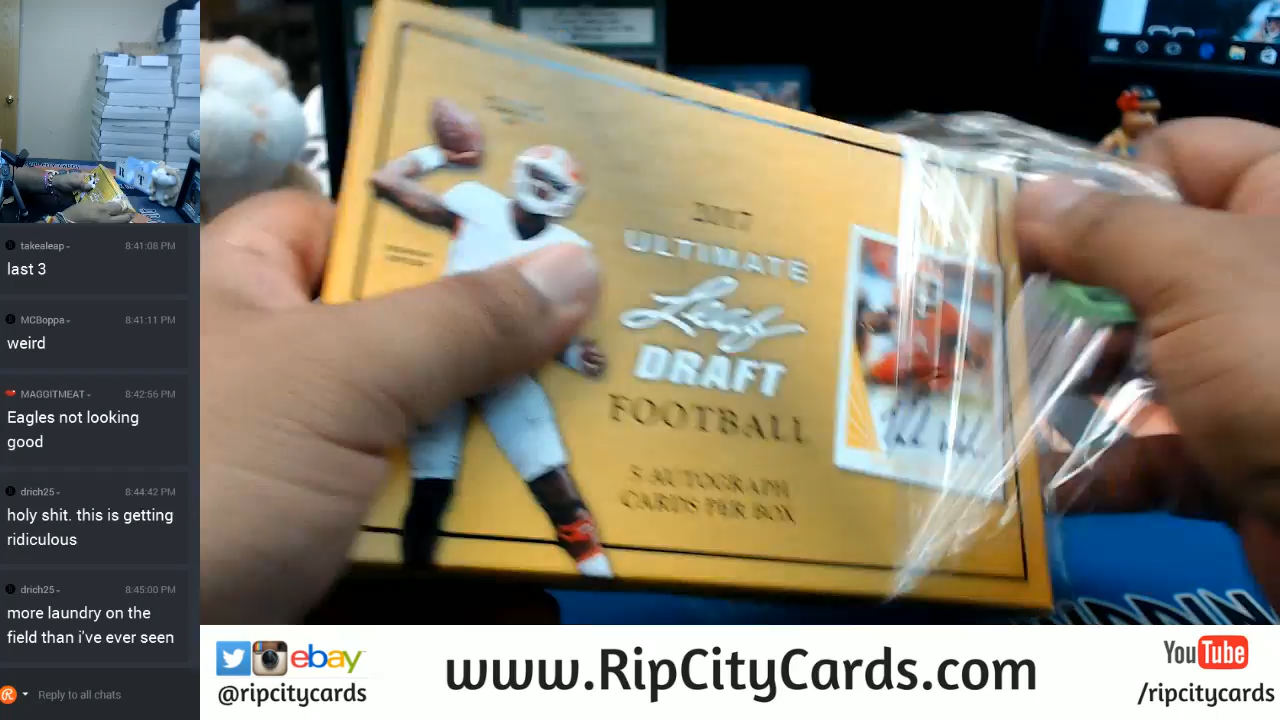 takealeap
8:41:08 PM
last 3
MCBoppa
8:41:11 PM
weird
MAGGITMEAT
8:42:56 PM
Eagles not looking
good
drich25
8:44:42 PM
holy shit. this is getting
ridiculous
drich25
8:45:00 PM
more laundry on the
field than i've ever seen
Reply to all chats
2017
ULTIMATE
Leaf
DRAFT
FOOTBALL
5 AUTOGRAPH
CARDS PER BOX
ebay
@ripcitycards
www.RipCityCards.com
YouTube
/ripcitycards